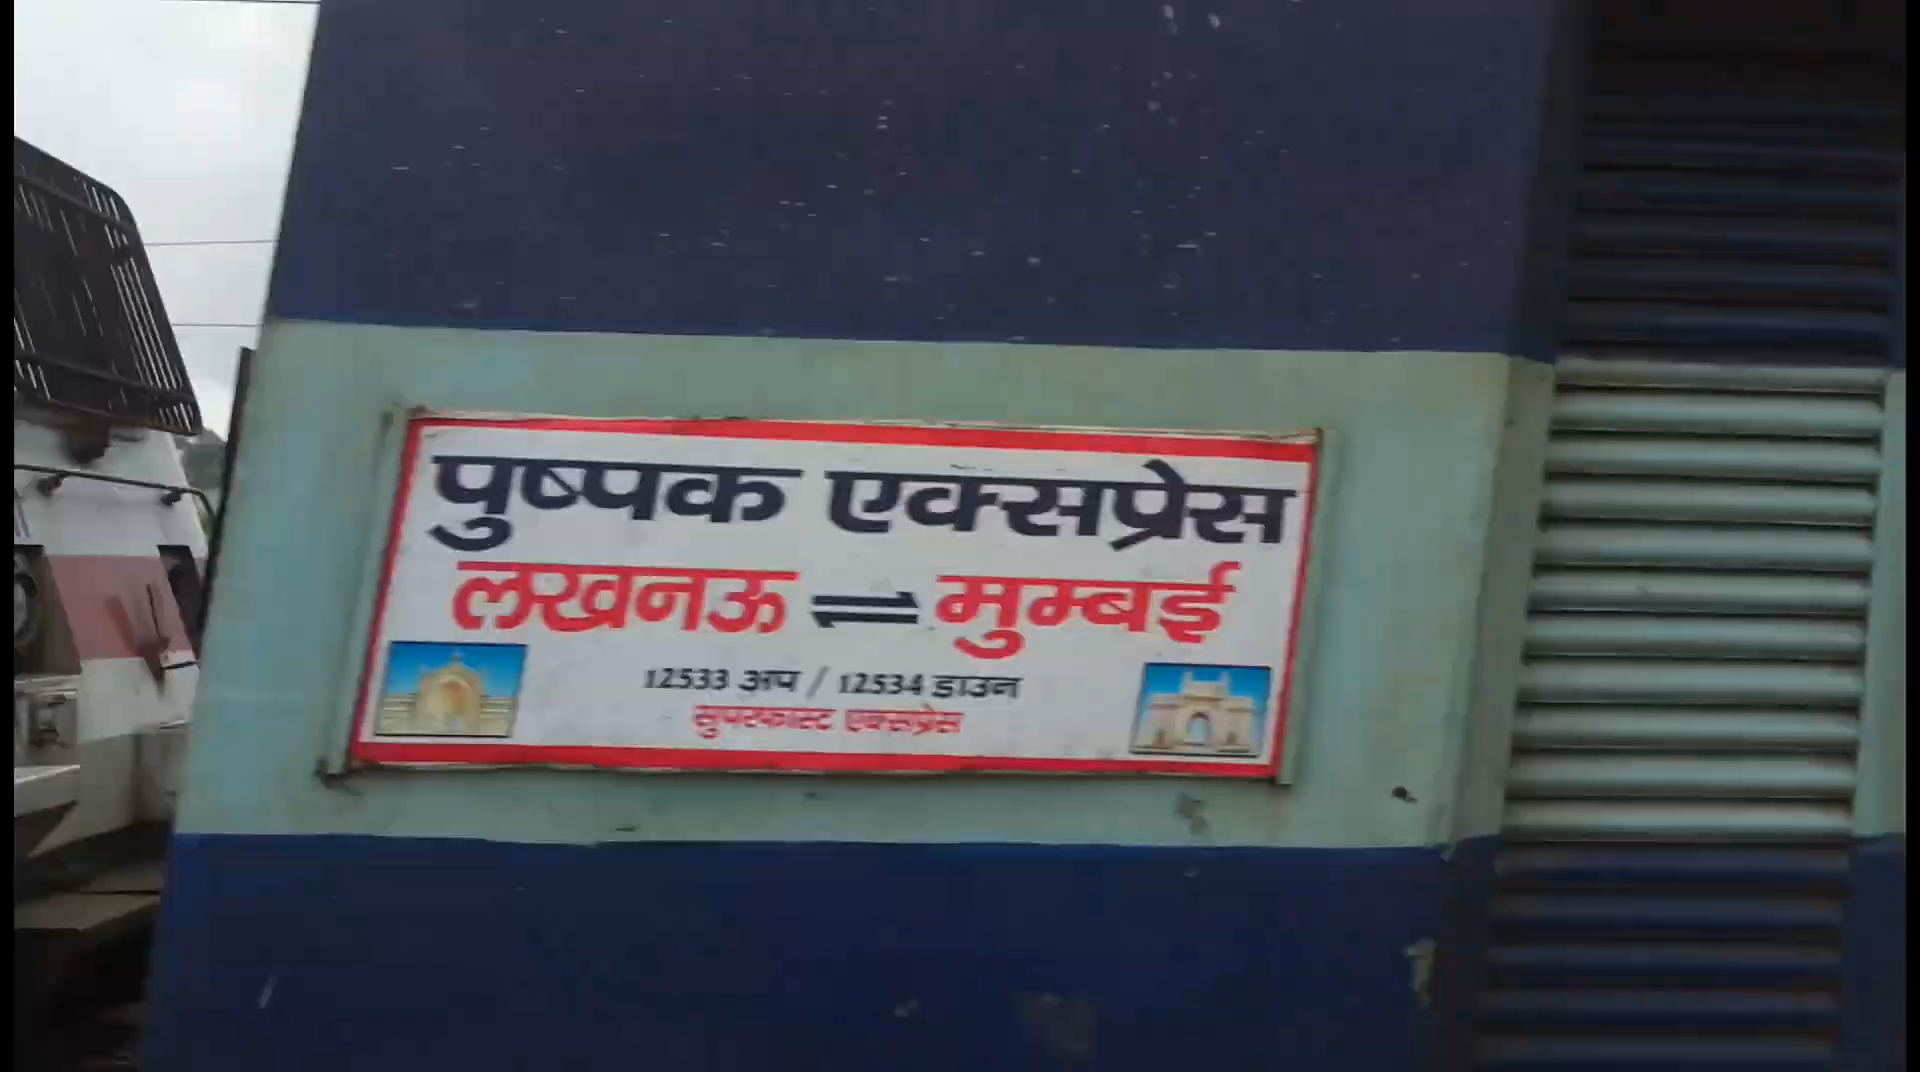 पुष्पक एक्सप्रेस
लखनऊ ⇌ मुम्बई
12533 अप / 12534 डाउन
सुपरफास्ट एक्सप्रेस